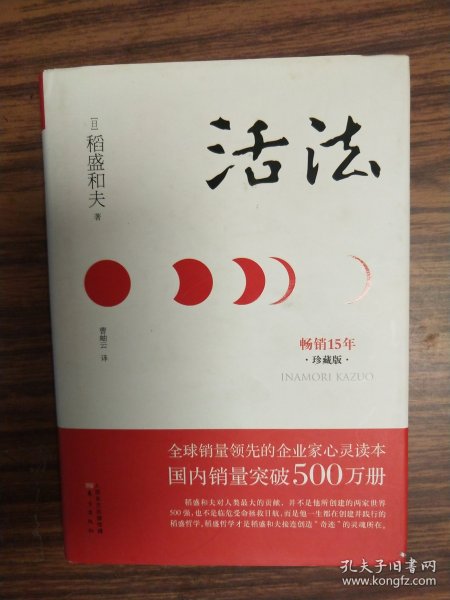 活法
[日]
稻盛和夫
著
曹岫云 译
畅销15年
·珍藏版·
INAMORI KAZUO
全球销量领先的企业家心灵读本
国内销量突破500万册
稻盛和夫对人类最大的贡献，并不是他所创建的两家世界
500强，也不是临危受命拯救日航，而是他一生都在创建并践行的
稻盛哲学，稻盛哲学才是稻盛和夫接连创造“奇迹”的灵魂所在。
东方出版社
孔夫子旧书网
www.kongfz.com